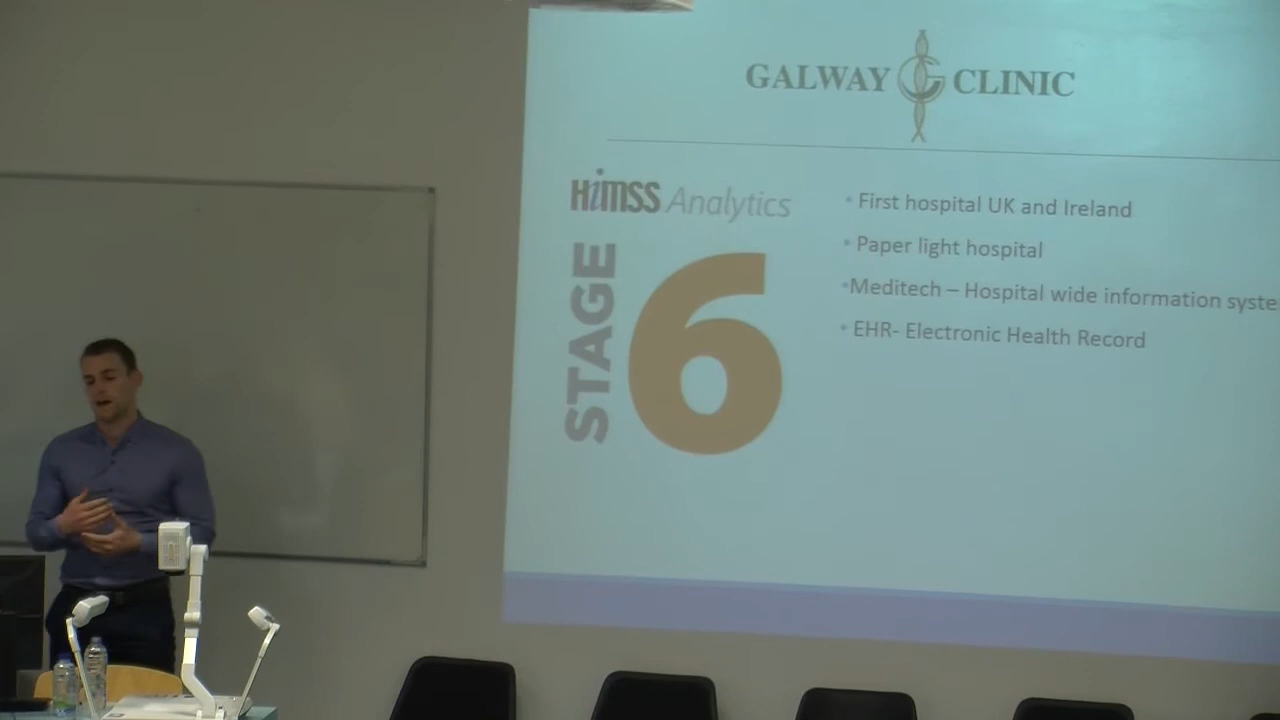 GALWAY CLINIC
HiMSS Analytics
STAGE 6
• First hospital UK and Ireland
• Paper light hospital
•Meditech – Hospital wide information syste
• EHR- Electronic Health Record